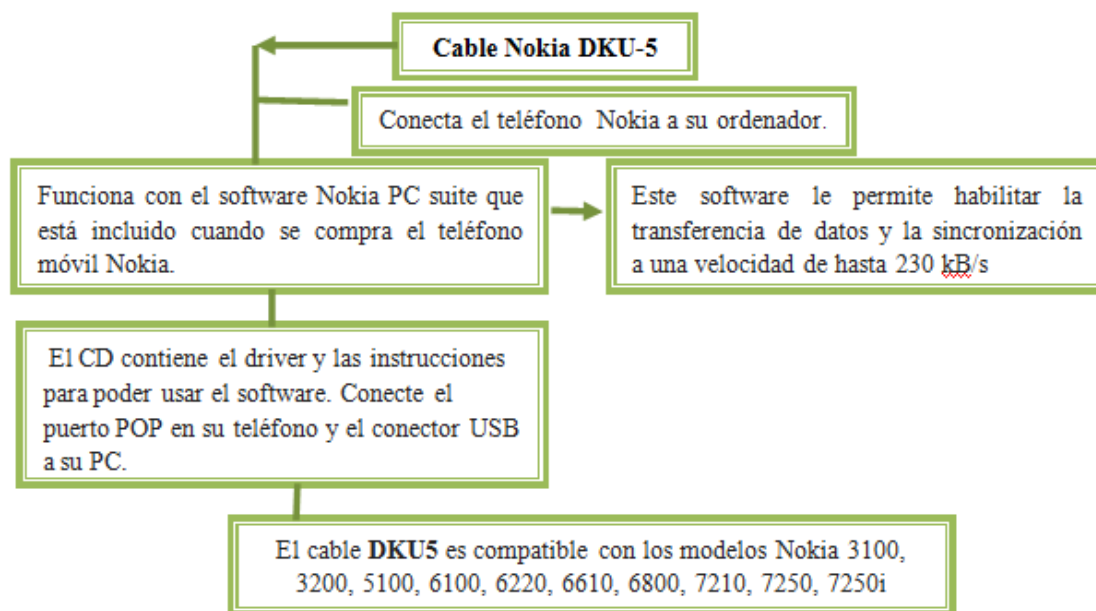 Cable Nokia DKU-5
Conecta el teléfono Nokia a su ordenador.
Funciona con el software Nokia PC suite que
está incluido cuando se compra el teléfono
móvil Nokia.
Este software le permite habilitar la
transferencia de datos y la sincronización
a una velocidad de hasta 230 kB/s
El CD contiene el driver y las instrucciones
para poder usar el software. Conecte el
puerto POP en su teléfono y el conector USB
a su PC.
El cable DKU5 es compatible con los modelos Nokia 3100,
3200, 5100, 6100, 6220, 6610, 6800, 7210, 7250, 7250i